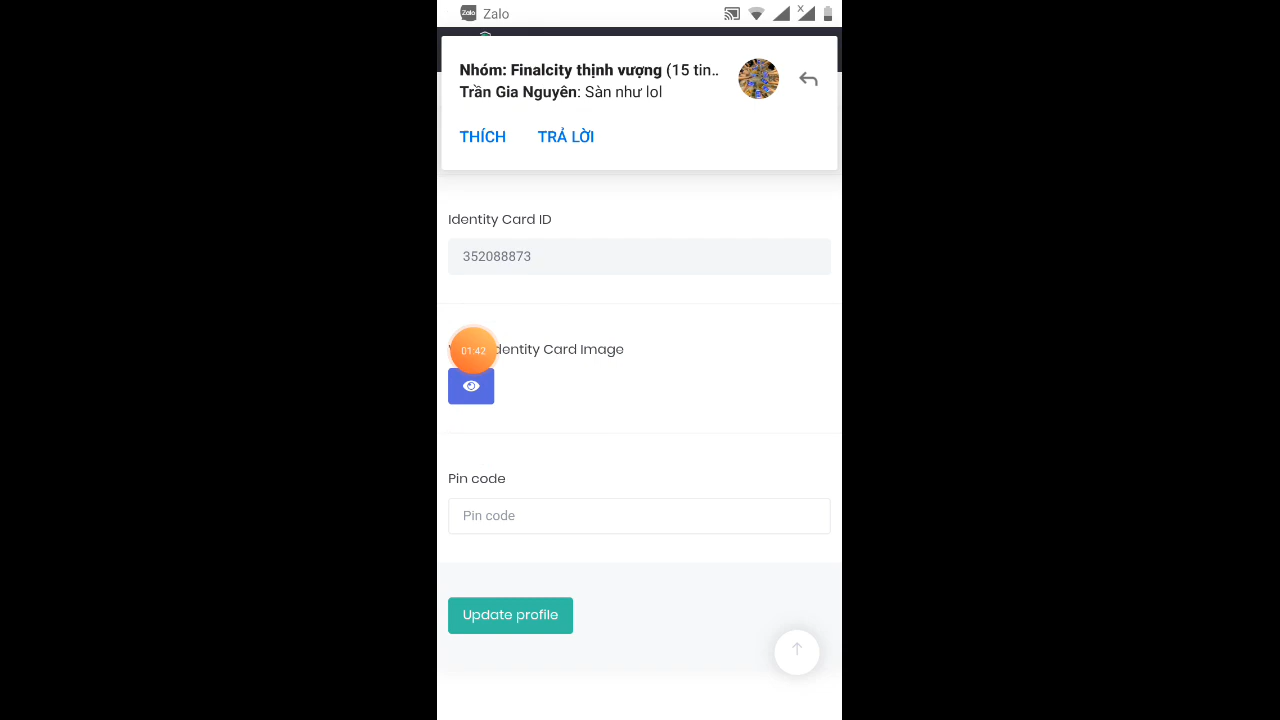 Zalo
Nhóm: Finalcity thịnh vượng (15 tin..
Trần Gia Nguyên: Sàn như lol
THÍCH TRẢ LỜI
Identity Card ID
352088873
01:42
dentity Card Image
Pin code
Pin code
Update profile